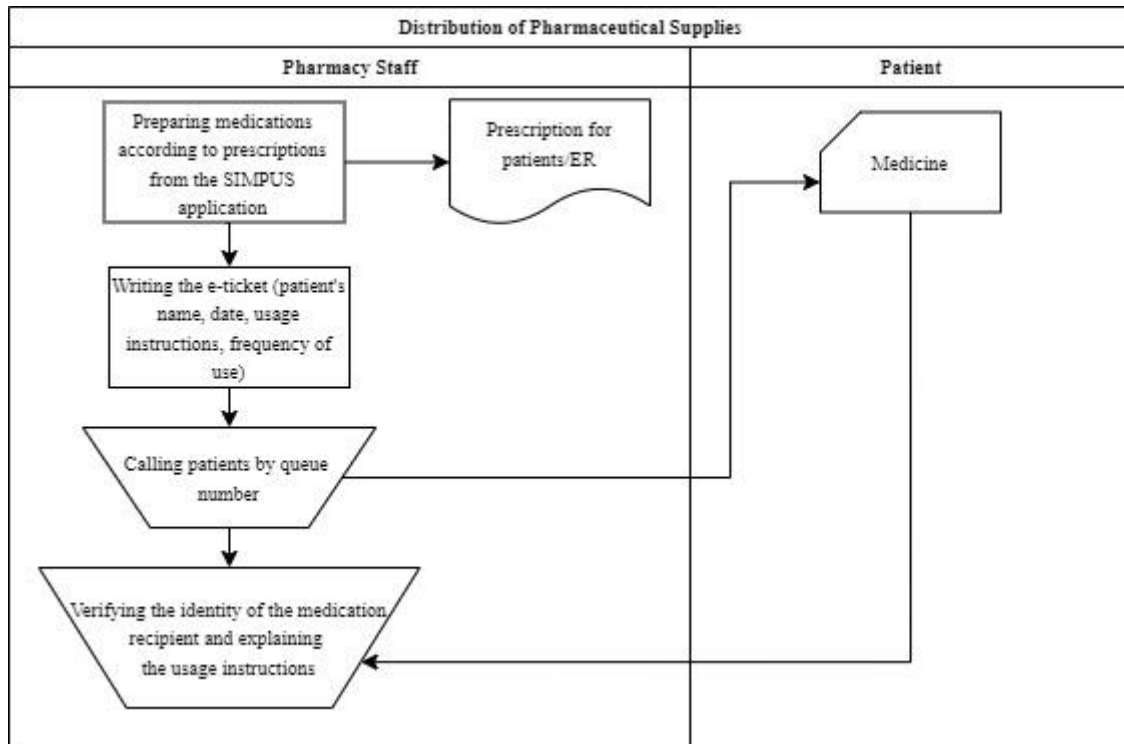 Distribution of Pharmaceutical Supplies
Pharmacy Staff
Patient
Preparing medications
according to prescriptions
from the SIMPUS
application
Prescription for
patients/ER
Medicine
Writing the e-ticket (patient's
name, date, usage
instructions, frequency of
use)
Calling patients by queue
number
Verifying the identity of the medication
recipient and explaining
the usage instructions